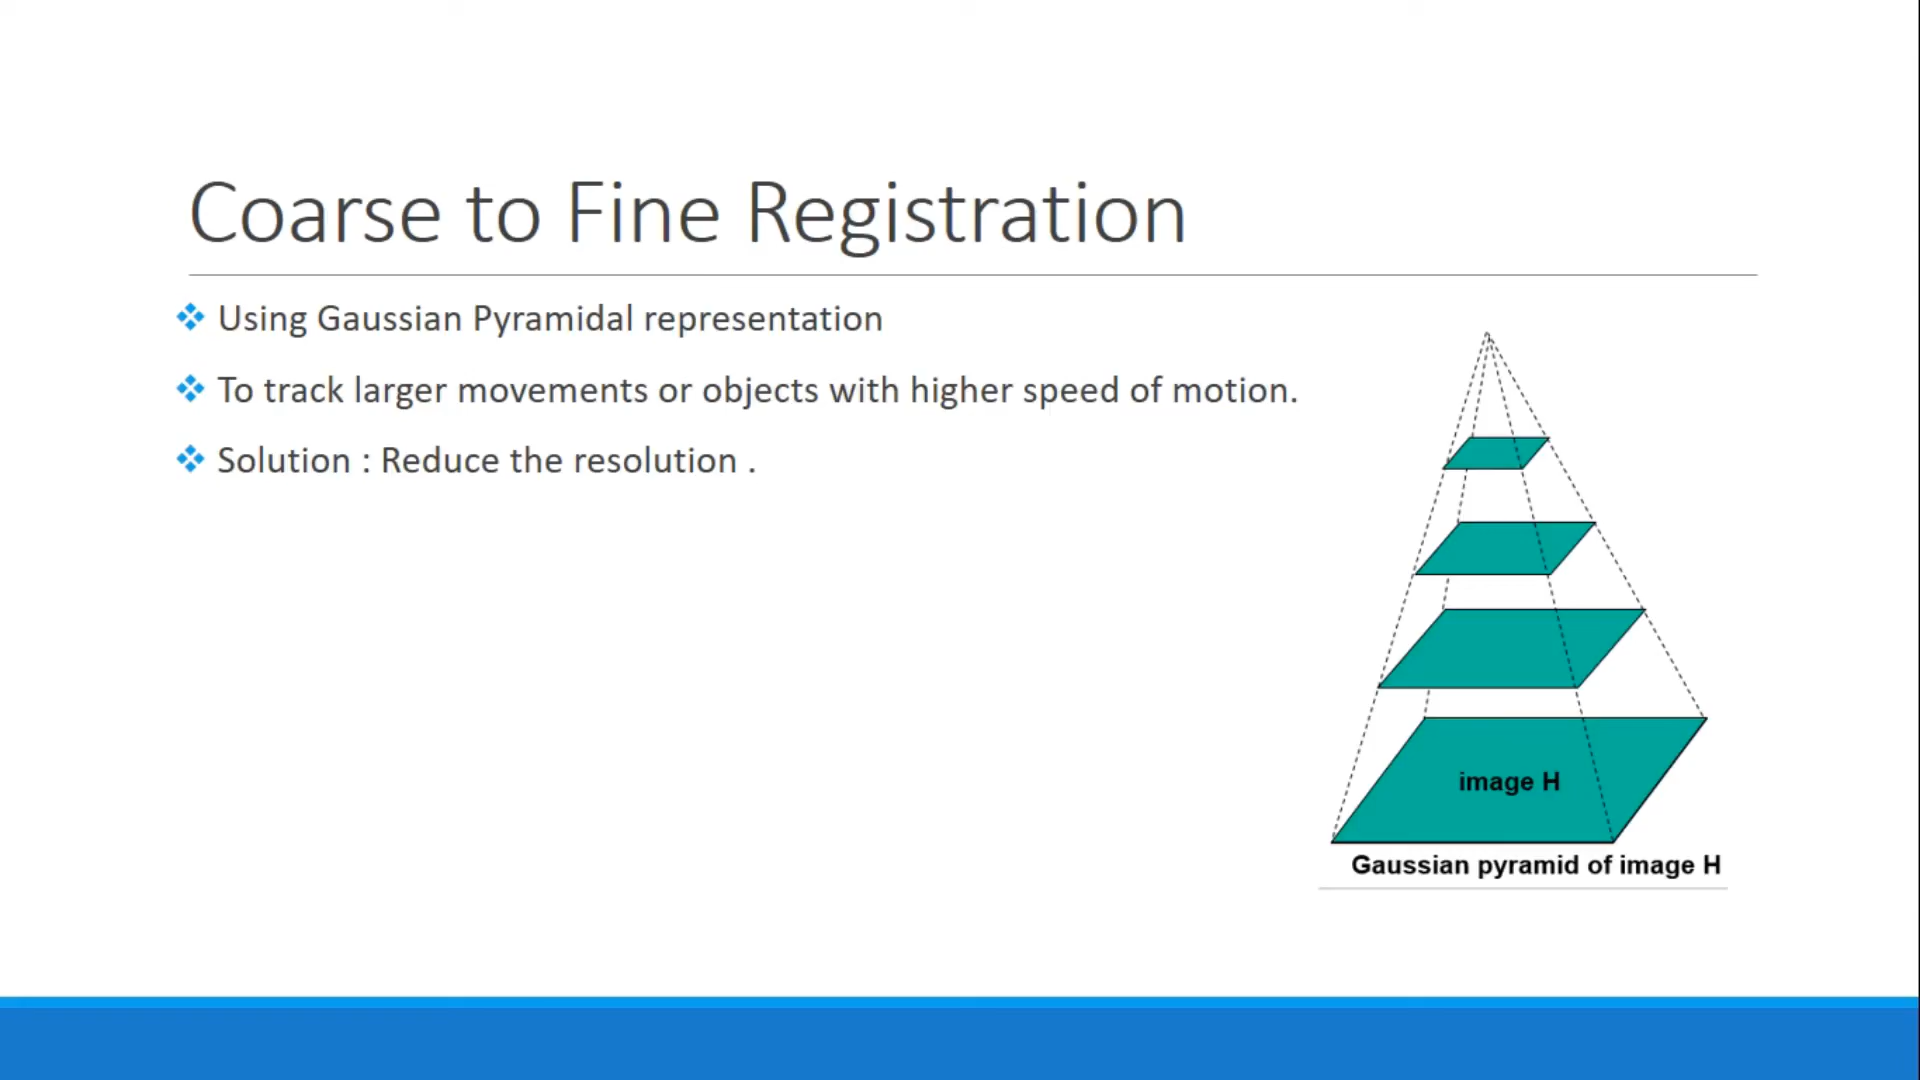 Coarse to Fine Registration
Using Gaussian Pyramidal representation
To track larger movements or objects with higher speed of motion.
Solution : Reduce the resolution .
image H
Gaussian pyramid of image H